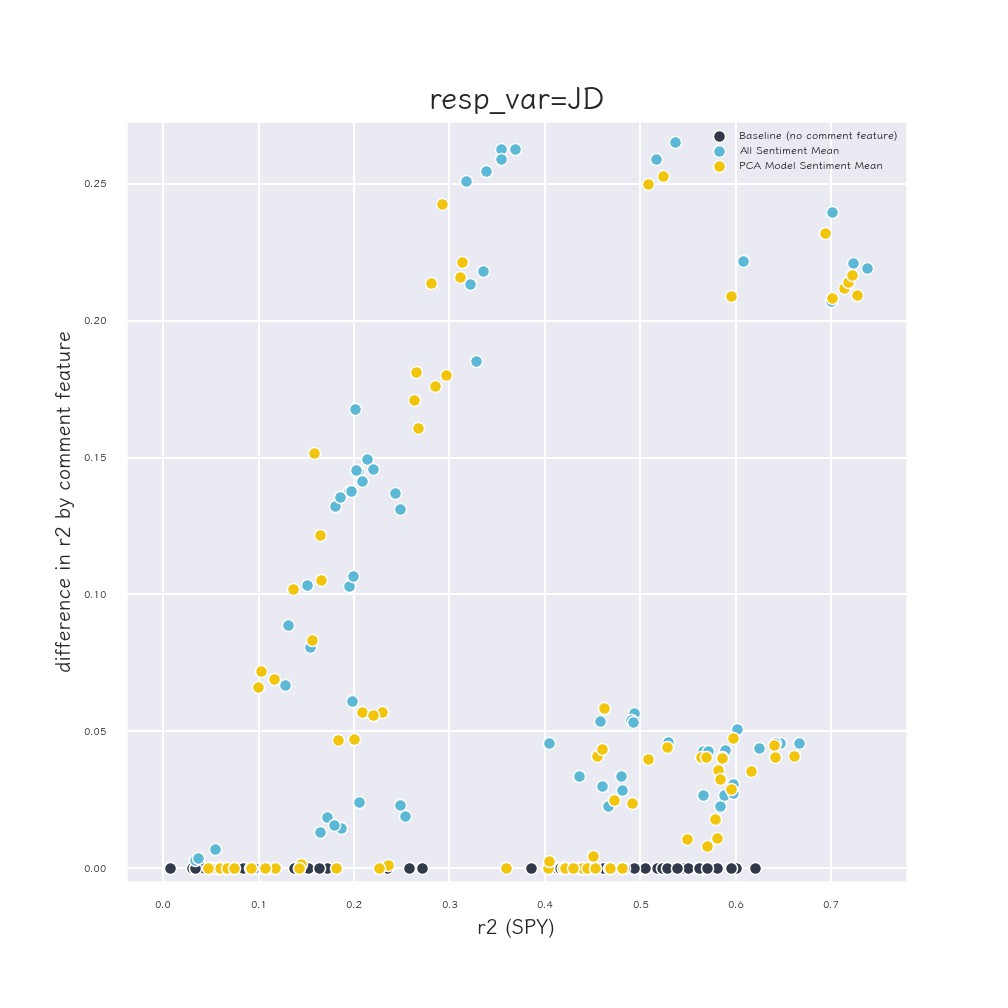 resp_var=JD
Baseline (no comment feature)
All Sentiment Mean
PCA Model Sentiment Mean
difference in r2 by comment feature
0.25
0.20
0.15
0.10
0.05
0.00
0.0 0.1 0.2 0.3 0.4 0.5 0.6 0.7
r2 (SPY)